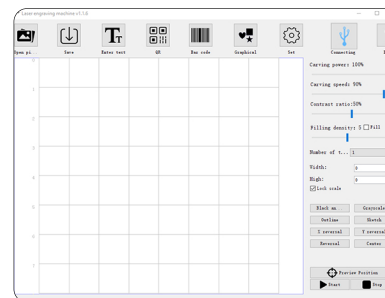 Laser engraving machine v1.1.6
Open pi...
Save
Enter text
QR
Bar code
Graphical
Set
Connecting
Carving power: 100%
Carving speed: 90%
Contrast ratio:50%
Filling density: 5 Fill
Number of t... 1
Width: 0
High: 0
Lock scale
Black an...
Grayscale
Outline
Sketch
X reversal
Y reversal
Reversal
Center
Preview Position
Start
Stop
0
1
2
3
4
5
6
7